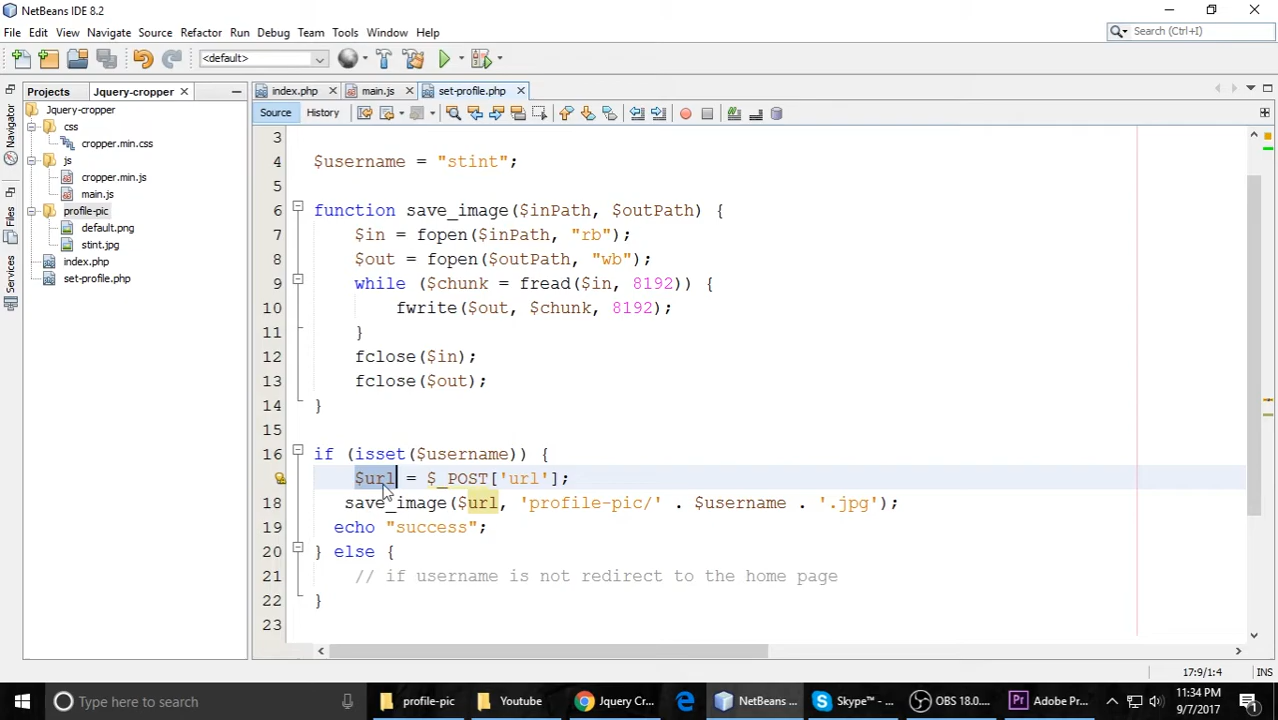 NetBeans IDE 8.2
File Edit View Navigate Source Refactor Run Debug Team Tools Window Help
Search (Ctrl+I)
<default>
Projects Jquery-cropper
index.php main.js set-profile.php
Source History
Navigator
Files
Services
Jquery-cropper
css
cropper.min.css
js
cropper.min.js
main.js
profile-pic
default.png
stint.jpg
index.php
set-profile.php
3
4 $username = "stint";
5
6 function save_image($inPath, $outPath) {
7 $in = fopen($inPath, "rb");
8 $out = fopen($outPath, "wb");
9 while ($chunk = fread($in, 8192)) {
10 fwrite($out, $chunk, 8192);
11 }
12 fclose($in);
13 fclose($out);
14 }
15
16 if (isset($username)) {
$url = $_POST['url'];
18 save_image($url, 'profile-pic/' . $username . '.jpg');
19 echo "success";
20 } else {
21 // if username is not redirect to the home page
22 }
23
17:9/1:4 INS
Type here to search
profile-pic
Youtube
Jquery Cr...
NetBeans ...
Skype™ - ...
OBS 18.0....
Adobe Pr...
11:34 PM
9/7/2017